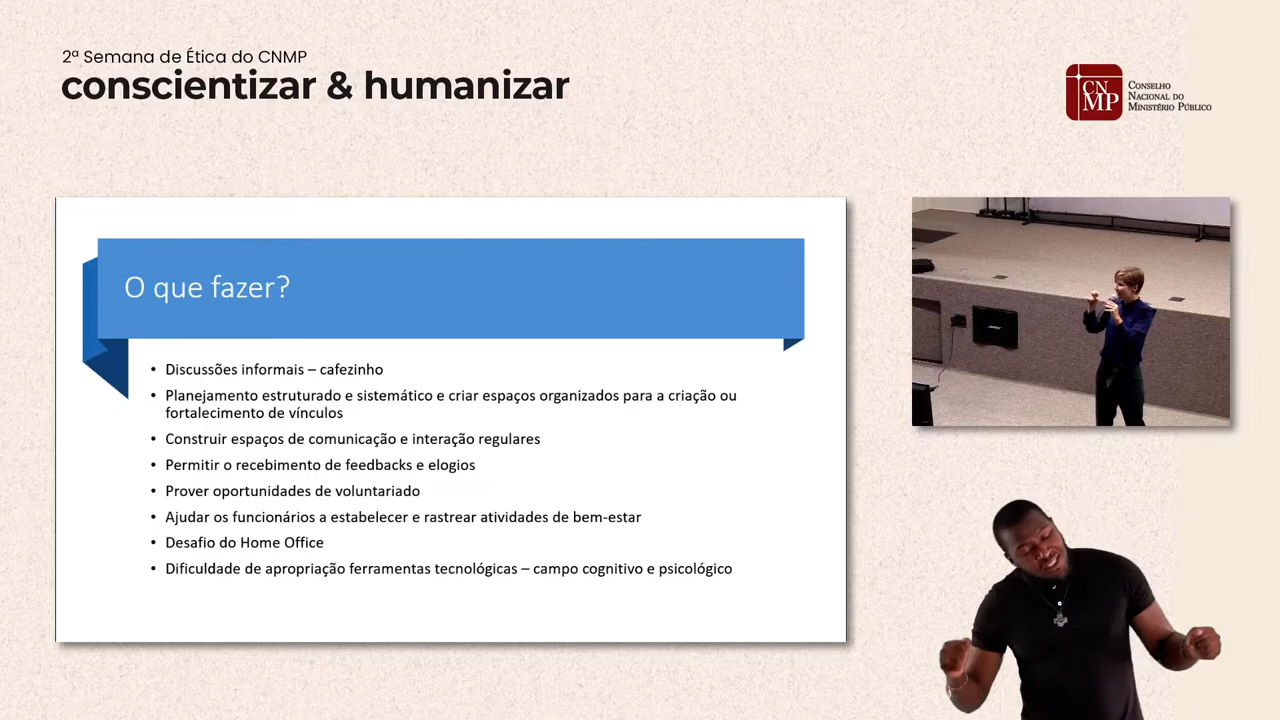 2ª Semana de Ética do CNMP
conscientizar & humanizar
CN
MP
CONSELHO
NACIONAL DO
MINISTÉRIO PÚBLICO
O que fazer?
• Discussões informais – cafezinho
• Planejamento estruturado e sistemático e criar espaços organizados para a criação ou
fortalecimento de vínculos
• Construir espaços de comunicação e interação regulares
• Permitir o recebimento de feedbacks e elogios
• Prover oportunidades de voluntariado
• Ajudar os funcionários a estabelecer e rastrear atividades de bem-estar
• Desafio do Home Office
• Dificuldade de apropriação ferramentas tecnológicas – campo cognitivo e psicológico